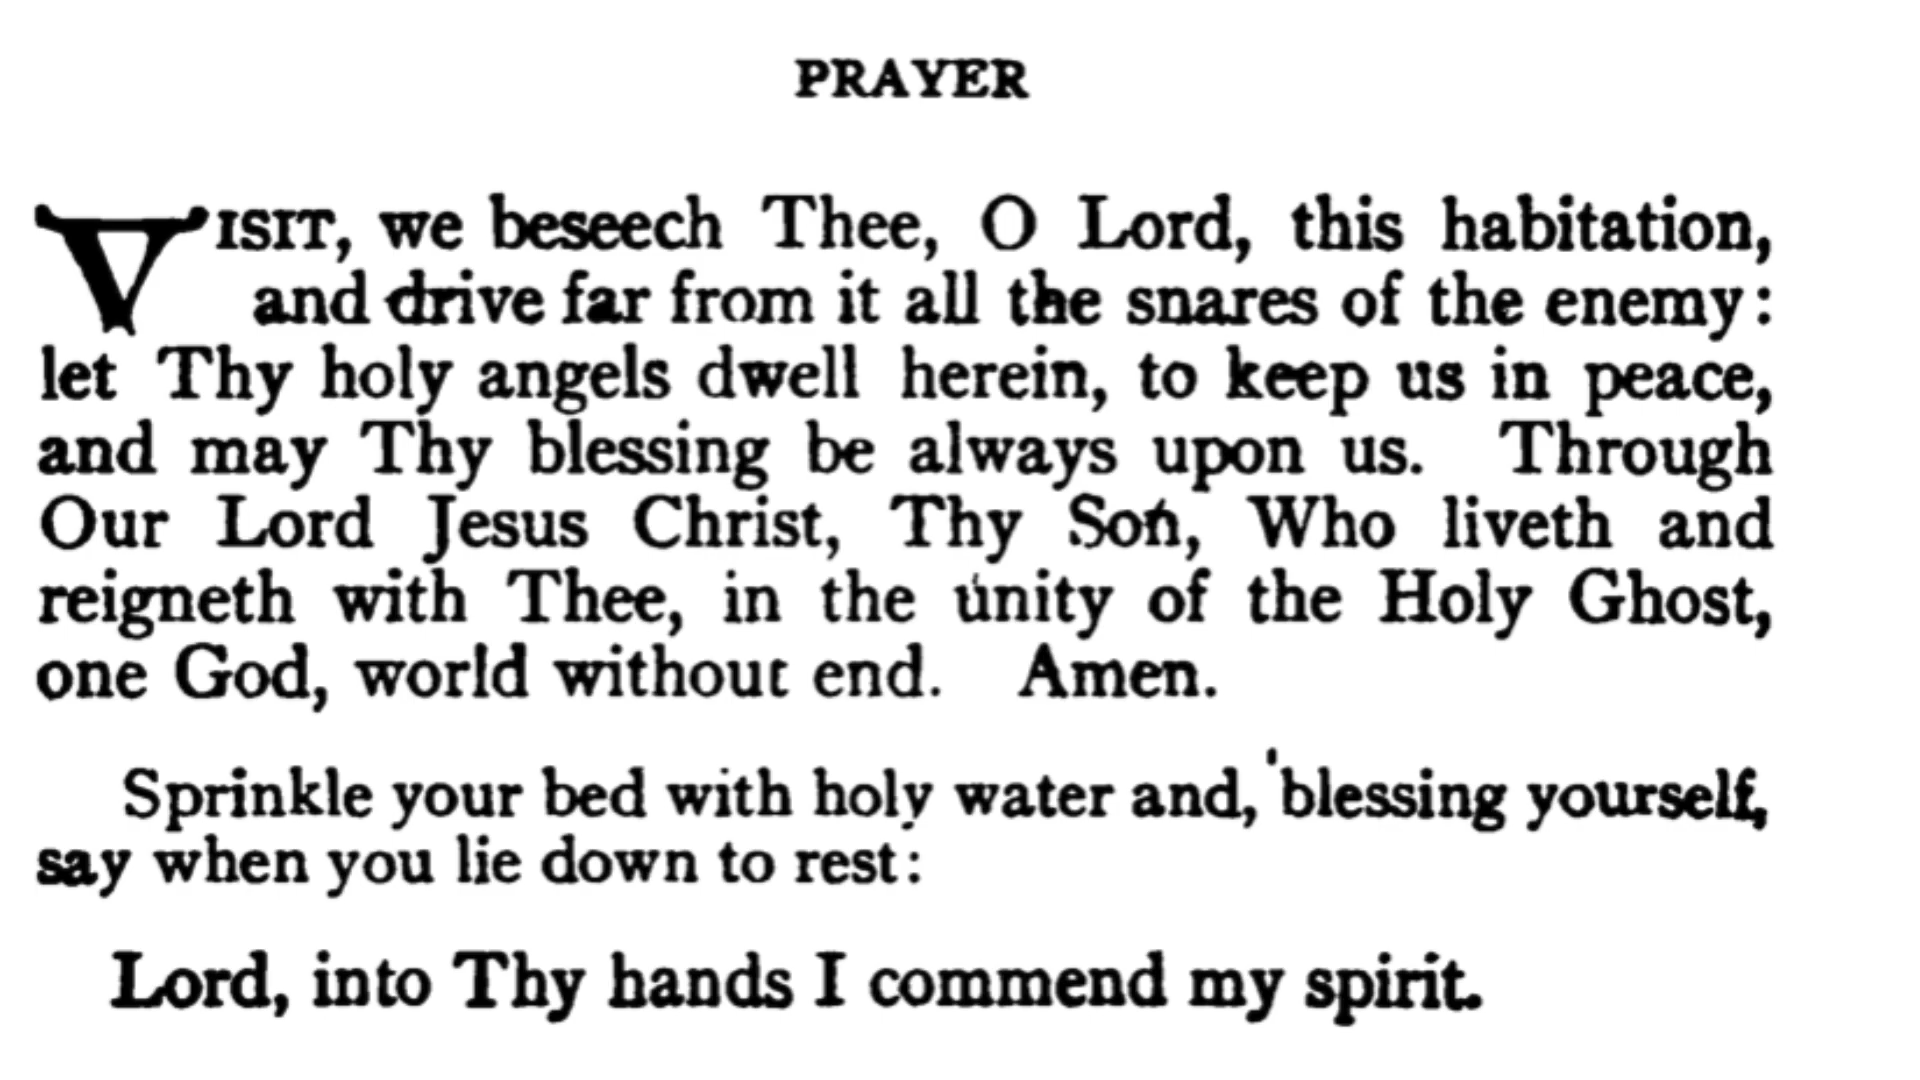 PRAYER
VISIT, we beseech Thee, O Lord, this habitation,
and drive far from it all the snares of the enemy:
let Thy holy angels dwell herein, to keep us in peace,
and may Thy blessing be always upon us. Through
Our Lord Jesus Christ, Thy Son, Who liveth and
reigneth with Thee, in the unity of the Holy Ghost,
one God, world without end. Amen.
Sprinkle your bed with holy water and, blessing yourself,
say when you lie down to rest:
Lord, into Thy hands I commend my spirit.